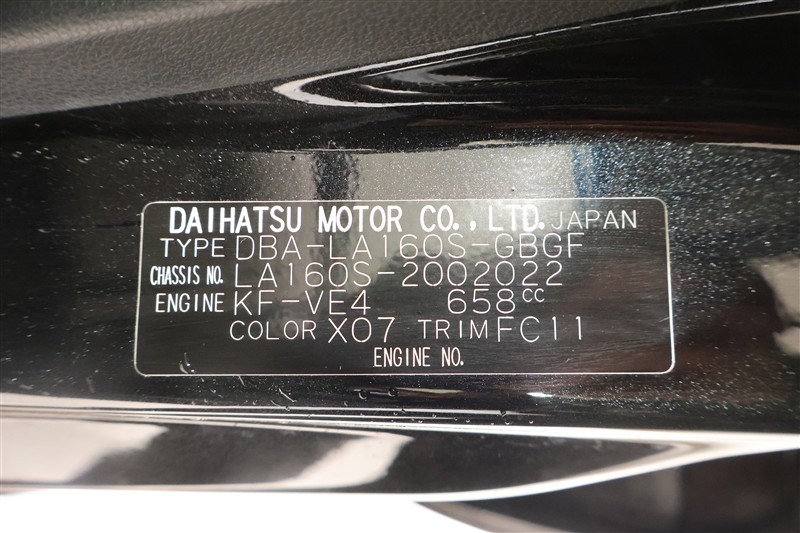 DAIHATSU MOTOR CO., LTD. JAPAN
TYPE DBA-LA160S-GBGF
CHASSIS NO. LA160S-2002022
ENGINE KF-VE4 658cc
COLOR X07 TRIM FC11
ENGINE NO.